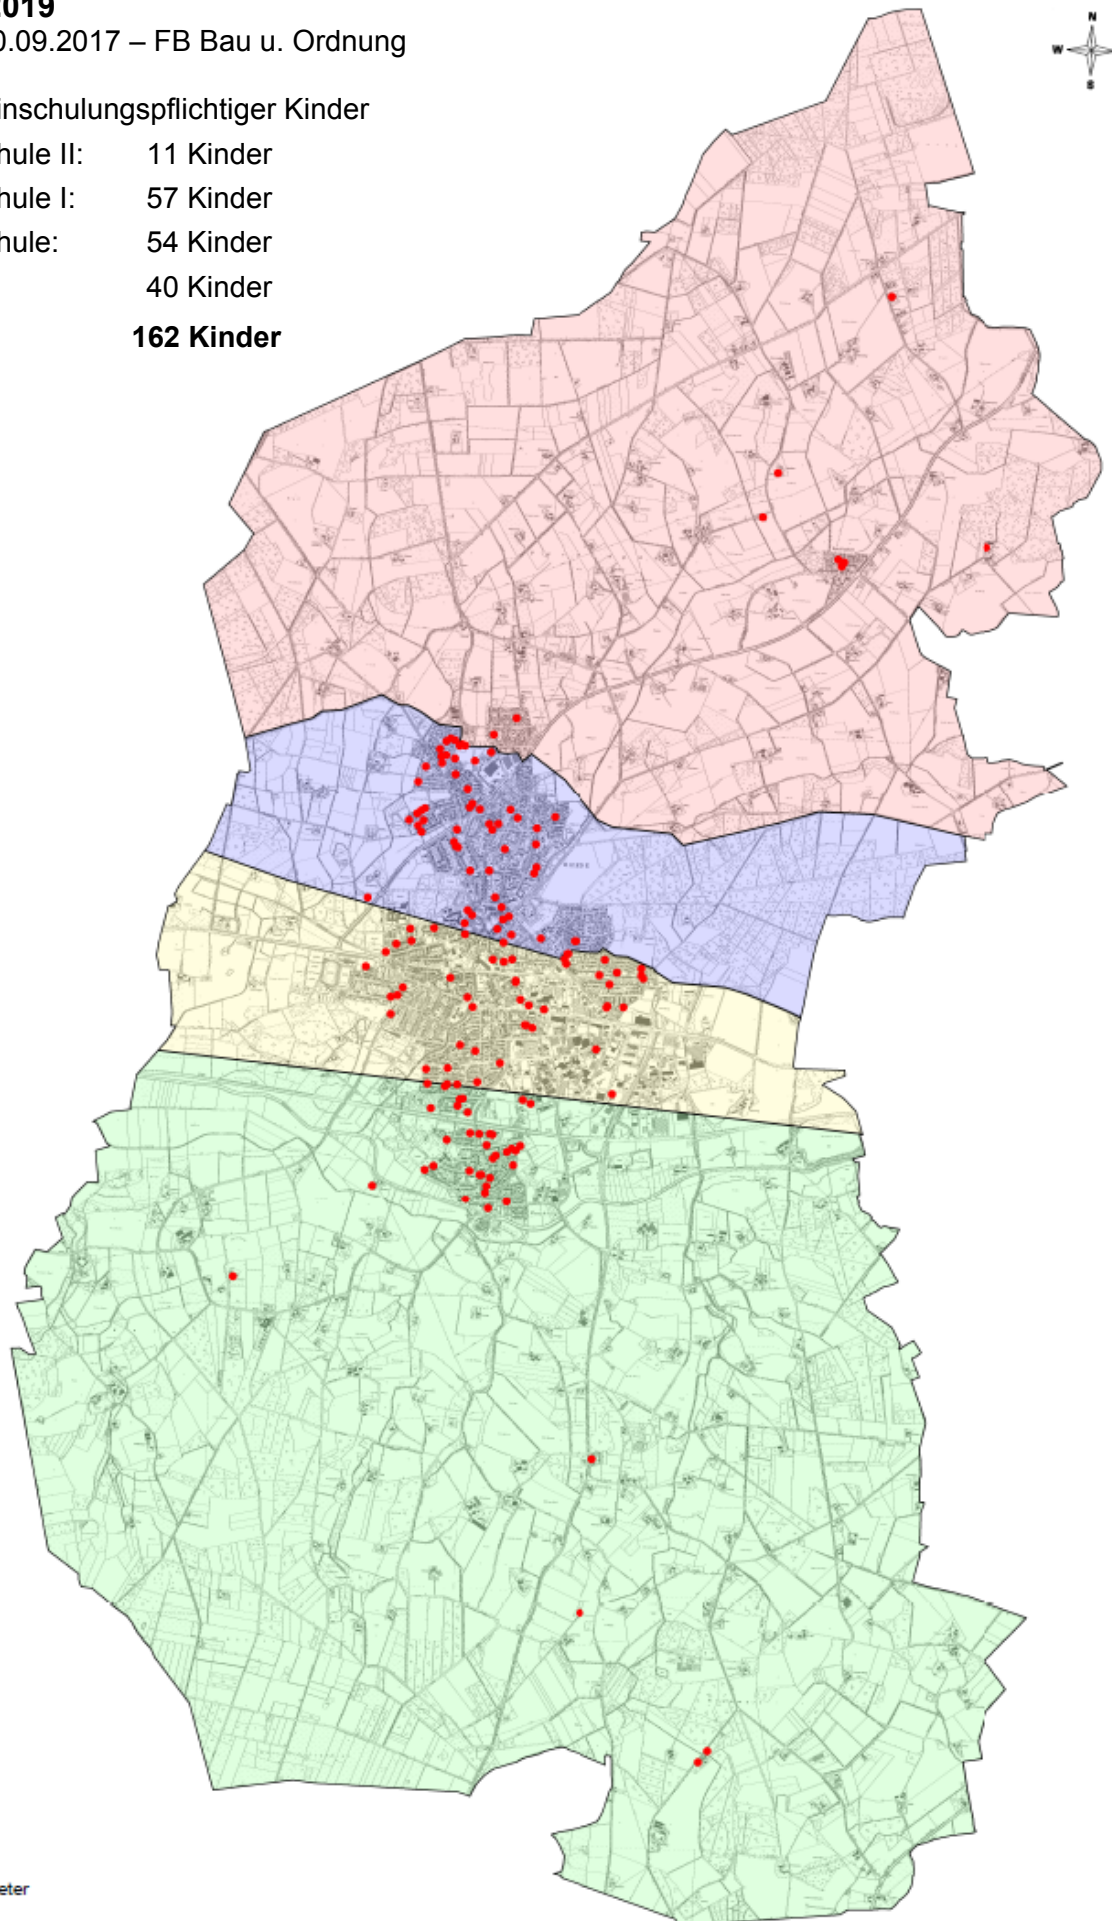 2019
0.09.2017 – FB Bau u. Ordnung
inschulungspflichtiger Kinder
hule II: 11 Kinder
hule I: 57 Kinder
hule: 54 Kinder
40 Kinder
162 Kinder
N
W
S
eter